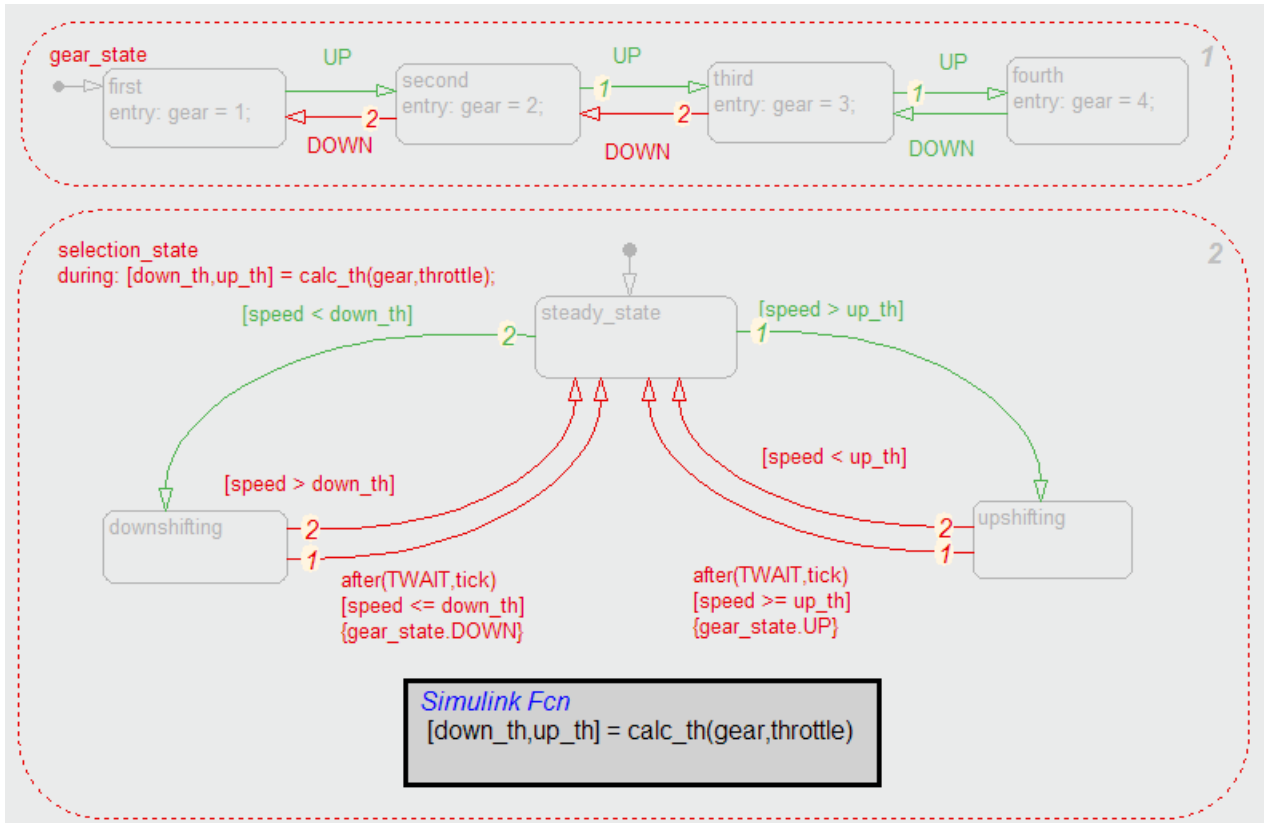 gear_state
1
UP
UP
UP
first
entry: gear = 1;
second
entry: gear = 2;
third
entry: gear = 3;
fourth
entry: gear = 4;
1
1
2
2
DOWN
DOWN
DOWN
2
selection_state
during: [down_th,up_th] = calc_th(gear,throttle);
[speed < down_th]
steady_state
[speed > up_th]
2
1
[speed > down_th]
[speed < up_th]
downshifting
upshifting
2
1
2
1
after(TWAIT,tick)
[speed <= down_th]
{gear_state.DOWN}
after(TWAIT,tick)
[speed >= up_th]
{gear_state.UP}
Simulink Fcn
[down_th,up_th] = calc_th(gear,throttle)